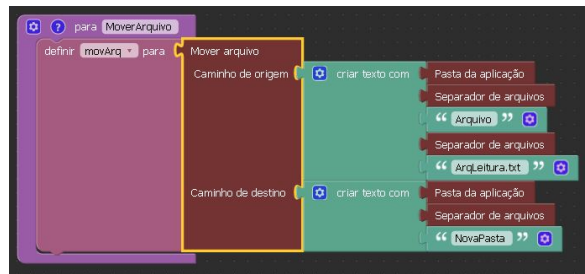 ? para MoverArquivo
definir movArq para Mover arquivo
Caminho de origem criar texto com Pasta da aplicação
Separador de arquivos
“ Arquivo ”
Separador de arquivos
“ ArqLeitura.txt ”
Caminho de destino criar texto com Pasta da aplicação
Separador de arquivos
“ NovaPasta ”